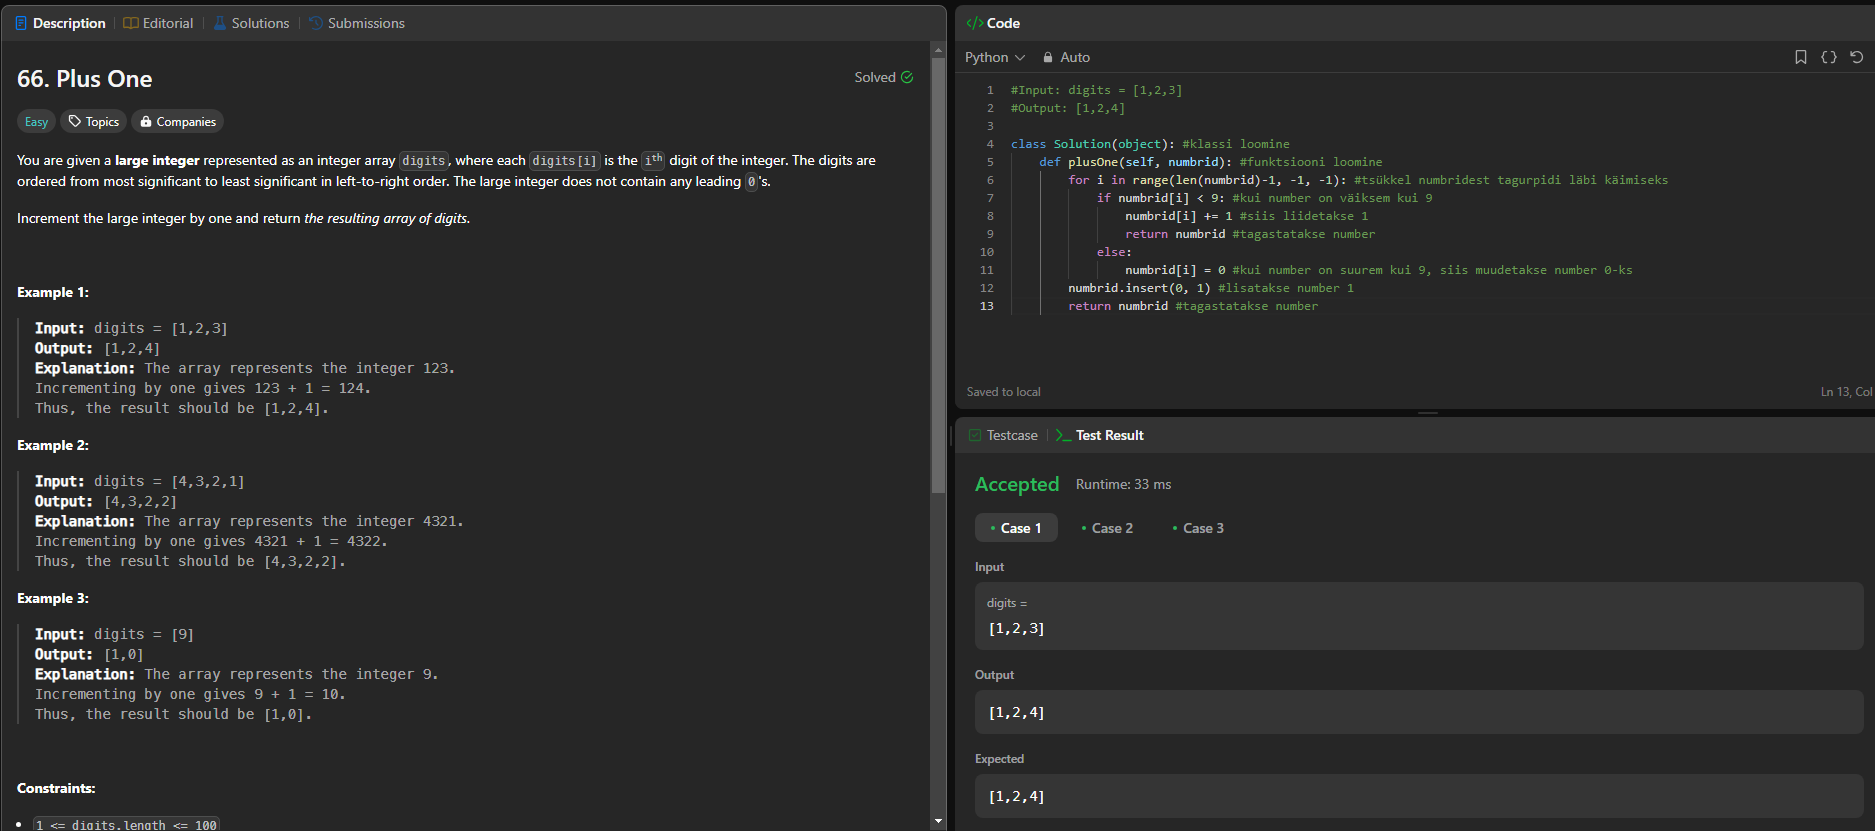 Description
Editorial
Solutions
Submissions
66. Plus One
Solved
Easy
Topics
Companies
You are given a large integer represented as an integer array digits, where each digits[i] is the ith digit of the integer. The digits are
ordered from most significant to least significant in left-to-right order. The large integer does not contain any leading 0's.
Increment the large integer by one and return the resulting array of digits.
Example 1:
Input: digits = [1,2,3]
Output: [1,2,4]
Explanation: The array represents the integer 123.
Incrementing by one gives 123 + 1 = 124.
Thus, the result should be [1,2,4].
Example 2:
Input: digits = [4,3,2,1]
Output: [4,3,2,2]
Explanation: The array represents the integer 4321.
Incrementing by one gives 4321 + 1 = 4322.
Thus, the result should be [4,3,2,2].
Example 3:
Input: digits = [9]
Output: [1,0]
Explanation: The array represents the integer 9.
Incrementing by one gives 9 + 1 = 10.
Thus, the result should be [1,0].
Constraints:
• 1 <= digits.length <= 100
</> Code
Python
Auto
1 #Input: digits = [1,2,3]
2 #Output: [1,2,4]
3
4 class Solution(object): #klassi loomine
5 def plusOne(self, numbrid): #funktsiooni loomine
6 for i in range(len(numbrid)-1, -1, -1): #tsükkel numbridest tagurpidi läbi käimiseks
7 if numbrid[i] < 9: #kui number on väiksem kui 9
8 numbrid[i] += 1 #siis liidetakse 1
9 return numbrid #tagastatakse number
10 else:
11 numbrid[i] = 0 #kui number on suurem kui 9, siis muudetakse number 0-ks
12 numbrid.insert(0, 1) #lisatakse number 1
13 return numbrid #tagastatakse number
Saved to local
Ln 13, Col
Testcase
Test Result
Accepted
Runtime: 33 ms
• Case 1
• Case 2
• Case 3
Input
digits =
[1,2,3]
Output
[1,2,4]
Expected
[1,2,4]